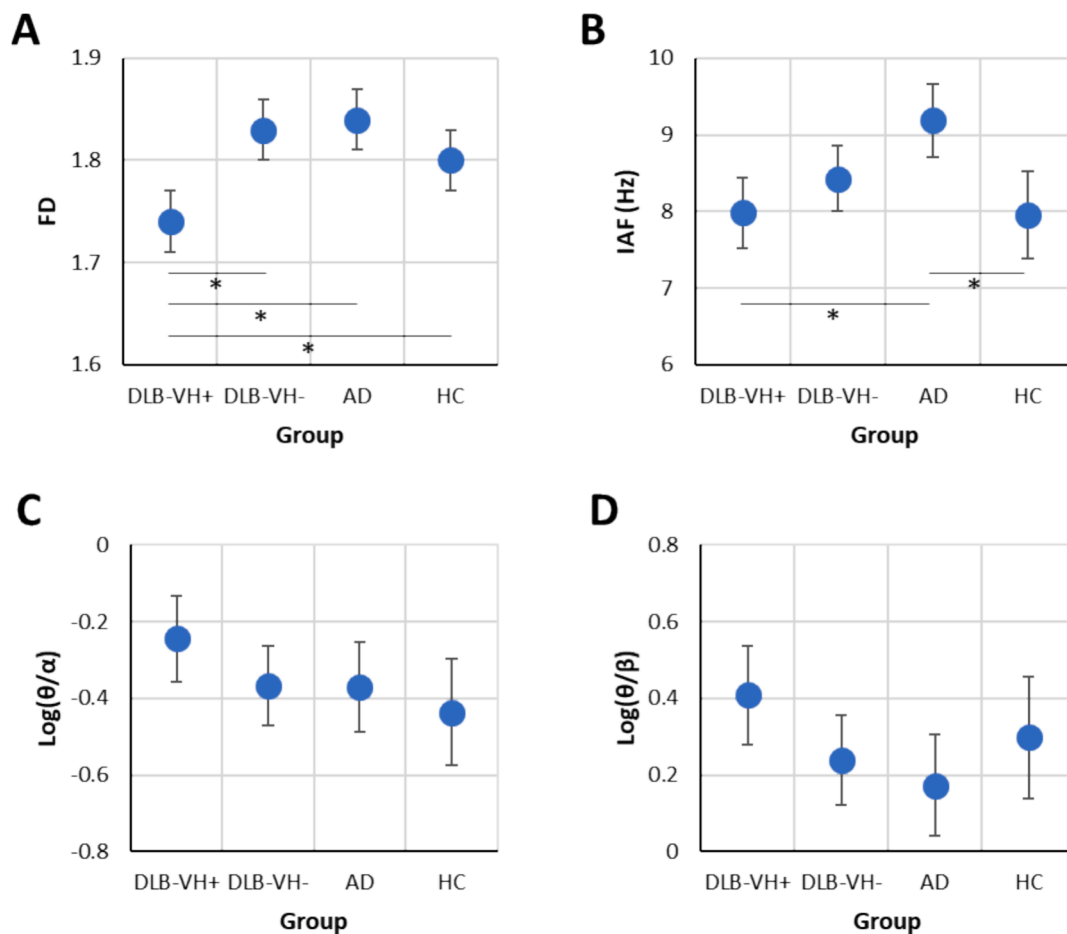 A
FD
1.9
1.8
1.7
1.6
*
*
*
DLB-VH+ DLB-VH- AD HC
Group
B
IAF (Hz)
10
9
8
7
6
*
*
DLB-VH+ DLB-VH- AD HC
Group
C
Log(θ/α)
0
-0.2
-0.4
-0.6
-0.8
DLB-VH+ DLB-VH- AD HC
Group
D
Log(θ/β)
0.8
0.6
0.4
0.2
0
DLB-VH+ DLB-VH- AD HC
Group